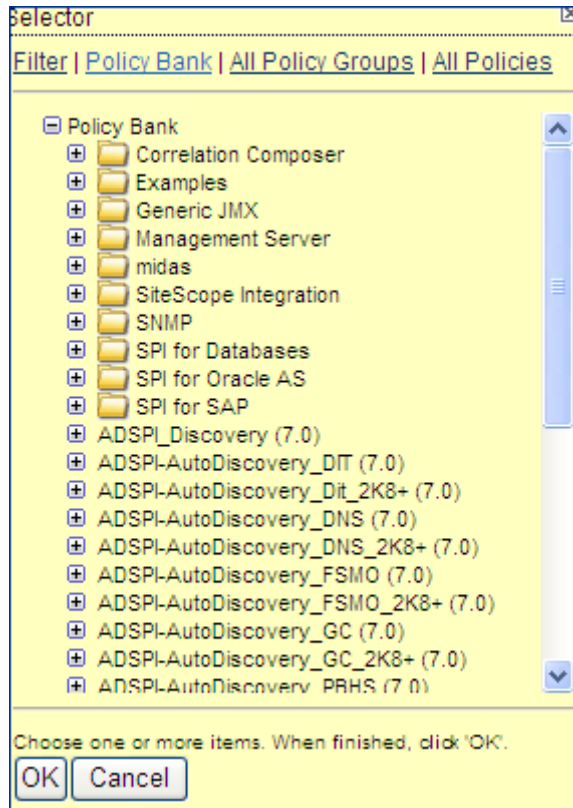 Selector
Filter | Policy Bank | All Policy Groups | All Policies
Policy Bank
Correlation Composer
Examples
Generic JMX
Management Server
midas
SiteScope Integration
SNMP
SPI for Databases
SPI for Oracle AS
SPI for SAP
ADSPI_Discovery (7.0)
ADSPI-AutoDiscovery_DIT (7.0)
ADSPI-AutoDiscovery_Dit_2K8+ (7.0)
ADSPI-AutoDiscovery_DNS (7.0)
ADSPI-AutoDiscovery_DNS_2K8+ (7.0)
ADSPI-AutoDiscovery_FSMO (7.0)
ADSPI-AutoDiscovery_FSMO_2K8+ (7.0)
ADSPI-AutoDiscovery_GC (7.0)
ADSPI-AutoDiscovery_GC_2K8+ (7.0)
ADSPI-AutoDiscovery_PBHS (7.0)
Choose one or more items. When finished, click 'OK'.
OK Cancel